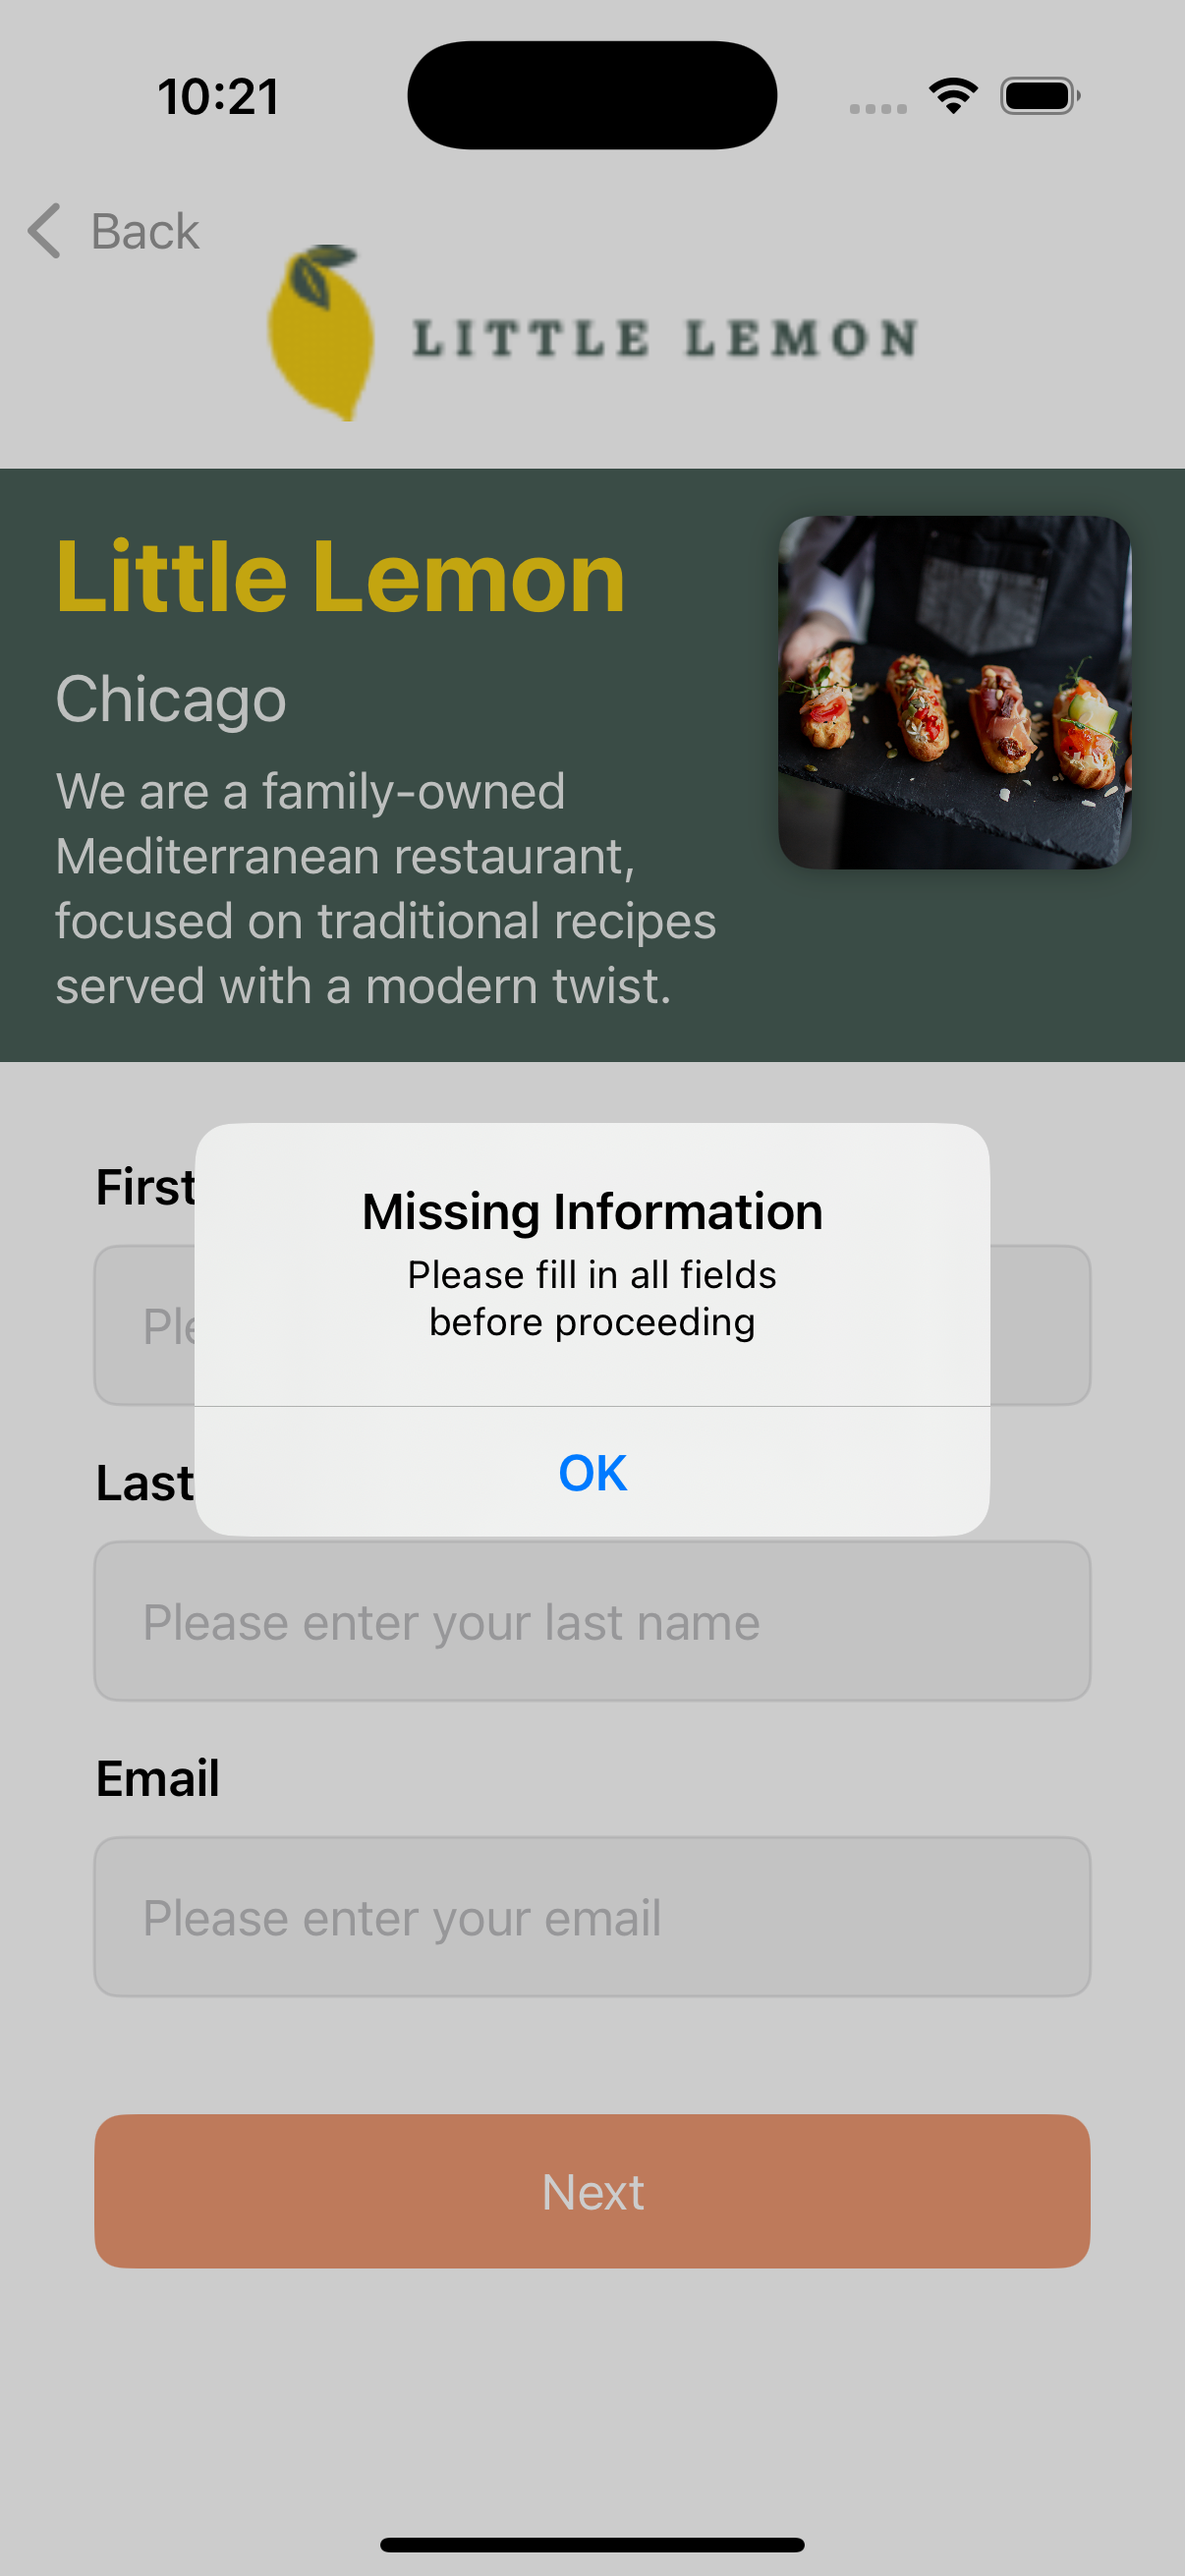 10:21
Back
LITTLE LEMON
Little Lemon
Chicago
We are a family-owned
Mediterranean restaurant,
focused on traditional recipes
served with a modern twist.
First
Missing Information
Please fill in all fields
before proceeding
OK
Last
Please enter your last name
Email
Please enter your email
Next